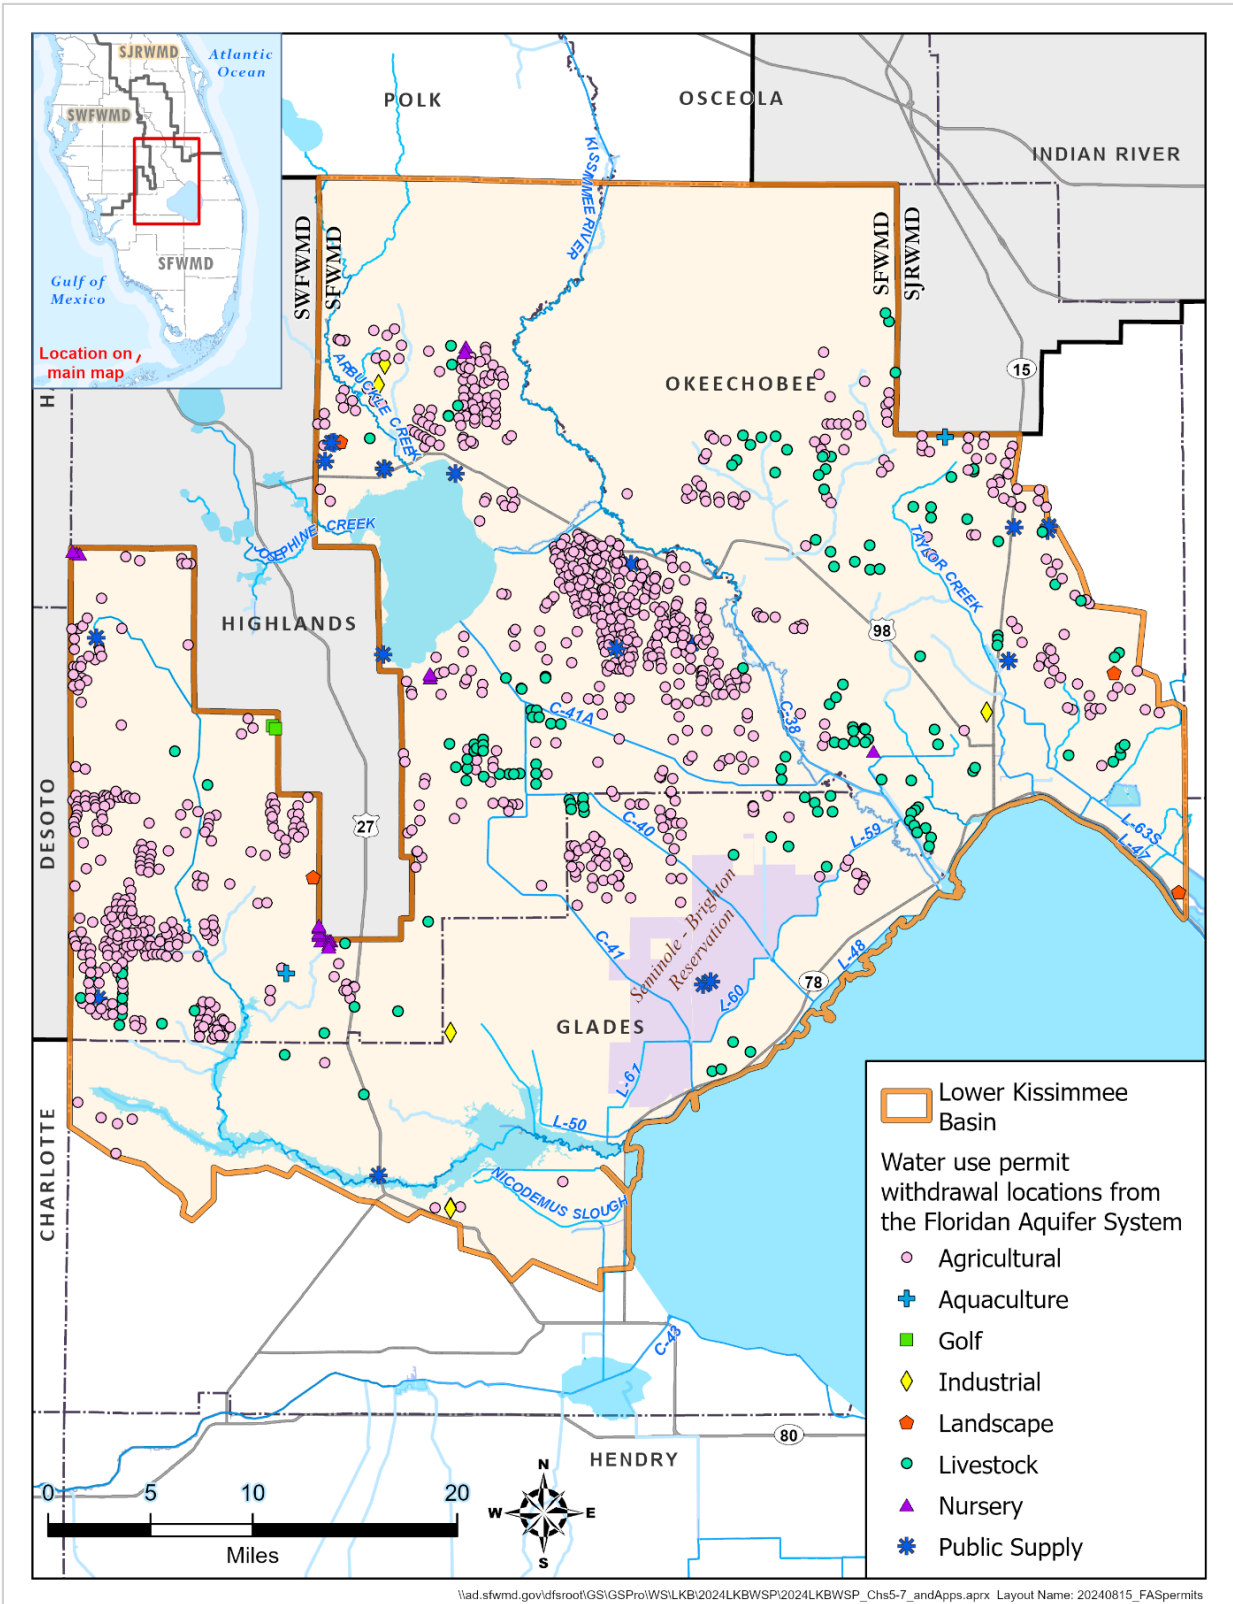 SJRWMD
Atlantic
Ocean
SWFWMD
SFWMD
Gulf of
Mexico
Location on
main map
POLK
OSCEOLA
INDIAN RIVER
KISSIMMEE RIVER
SWFWMD
SFWMD
SFWMD
SJRWMD
15
OKEECHOBEE
ARBUCKLE CREEK
H
JOSEPHINE CREEK
TAYLOR CREEK
HIGHLANDS
98
C-41A
C-38
DESOTO
27
C-40
L-59
L-63S
L-47
Seminole - Brighton
Reservation
C-41
L-48
78
L-60
GLADES
L-61
L-50
CHARLOTTE
NICODEMUS SLOUGH
C-43
80
HENDRY
Lower Kissimmee
Basin
Water use permit
withdrawal locations from
the Floridan Aquifer System
Agricultural
Aquaculture
Golf
Industrial
Landscape
Livestock
Nursery
Public Supply
0 5 10 20
Miles
N
W E
S
\\ad.sfwmd.gov\dfsroot\GS\GSPro\WS\LKB\2024LKBWSP\2024LKBWSP_Chs5-7_andApps.aprx Layout Name: 20240815_FASpermits